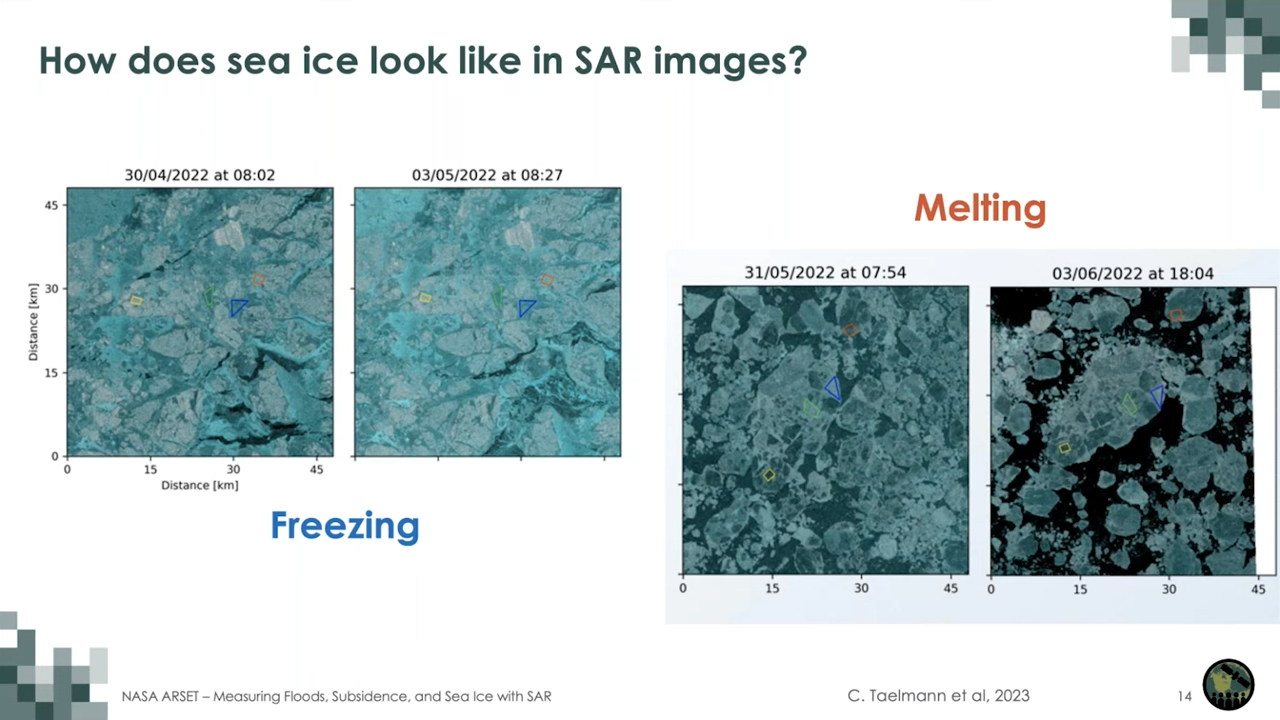 How does sea ice look like in SAR images?
30/04/2022 at 08:02
03/05/2022 at 08:27
45
30
15
0
Distance [km]
0 15 30 45
Distance [km]
Freezing
Melting
31/05/2022 at 07:54
03/06/2022 at 18:04
0 15 30 45
0 15 30 45
NASA ARSET – Measuring Floods, Subsidence, and Sea Ice with SAR
C. Taelmann et al, 2023
14